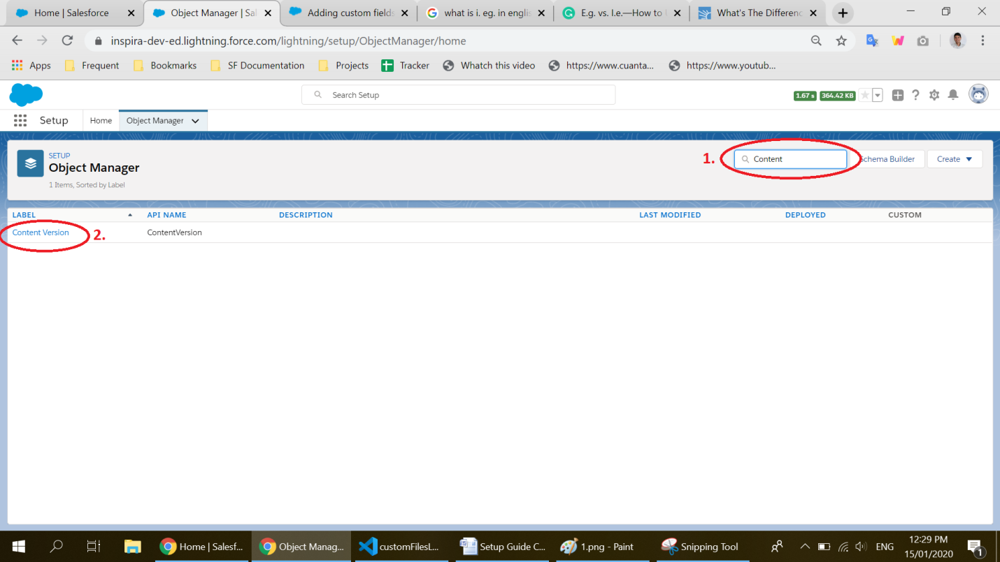 Home | Salesforce
Object Manager | Sal
Adding custom fields
what is i. eg. in englis
E.g. vs. I.e.—How to
What's The Differenc
inspira-dev-ed.lightning.force.com/lightning/setup/ObjectManager/home
Apps Frequent Bookmarks SF Documentation Projects Tracker Whatch this video https://www.cuanta... https://www.youtub...
Search Setup
1.67 s 364.42 KB
Setup Home Object Manager
SETUP
Object Manager
1 Items, Sorted by Label
1. Content Schema Builder Create
LABEL API NAME DESCRIPTION LAST MODIFIED DEPLOYED CUSTOM
Content Version 2. ContentVersion
Home | Salesf... Object Manag... customFilesL... Setup Guide C... 1.png - Paint Snipping Tool ENG
12:29 PM
15/01/2020
1